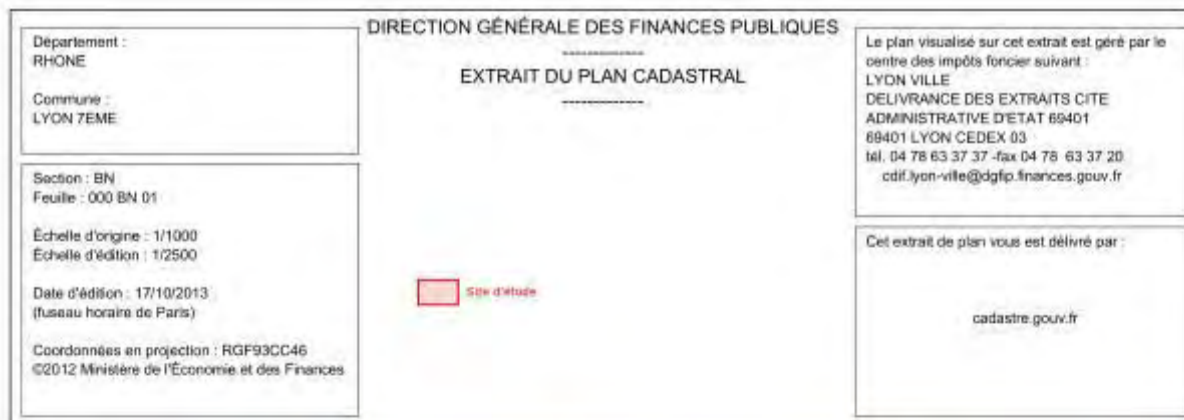 Département :
RHONE
Commune :
LYON 7EME
Section : BN
Feuille : 000 BN 01
Échelle d'origine : 1/1000
Échelle d'édition : 1/2500
Date d'édition : 17/10/2013
(fuseau horaire de Paris)
Coordonnées en projection : RGF93CC46
©2012 Ministère de l'Économie et des Finances
DIRECTION GÉNÉRALE DES FINANCES PUBLIQUES
-------------
EXTRAIT DU PLAN CADASTRAL
-------------
Site d'étude
Le plan visualisé sur cet extrait est géré par le
centre des impôts foncier suivant :
LYON VILLE
DELIVRANCE DES EXTRAITS CITE
ADMINISTRATIVE D'ETAT 69401
69401 LYON CEDEX 03
tél. 04 78 63 37 37 -fax 04 78 63 37 20
cdif.lyon-ville@dgfip.finances.gouv.fr
Cet extrait de plan vous est délivré par :
cadastre.gouv.fr